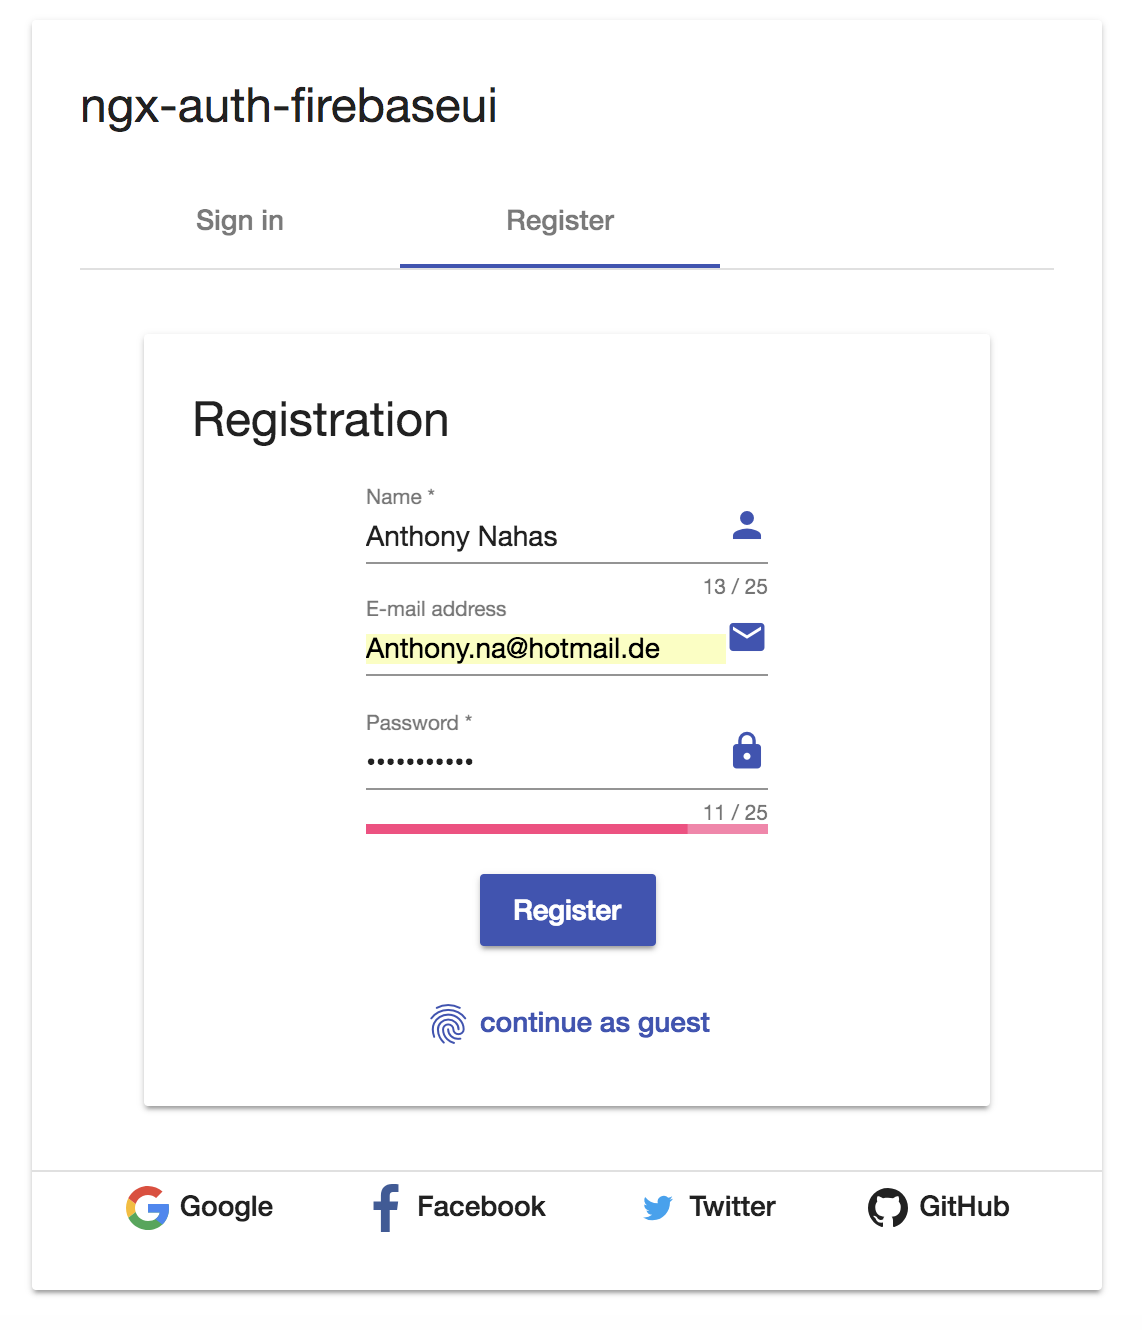 ngx-auth-firebaseui
Sign in Register
Registration
Name *
Anthony Nahas
13 / 25
E-mail address
Anthony.na@hotmail.de
Password *
•••••••••••
11 / 25
Register
continue as guest
Google Facebook Twitter GitHub